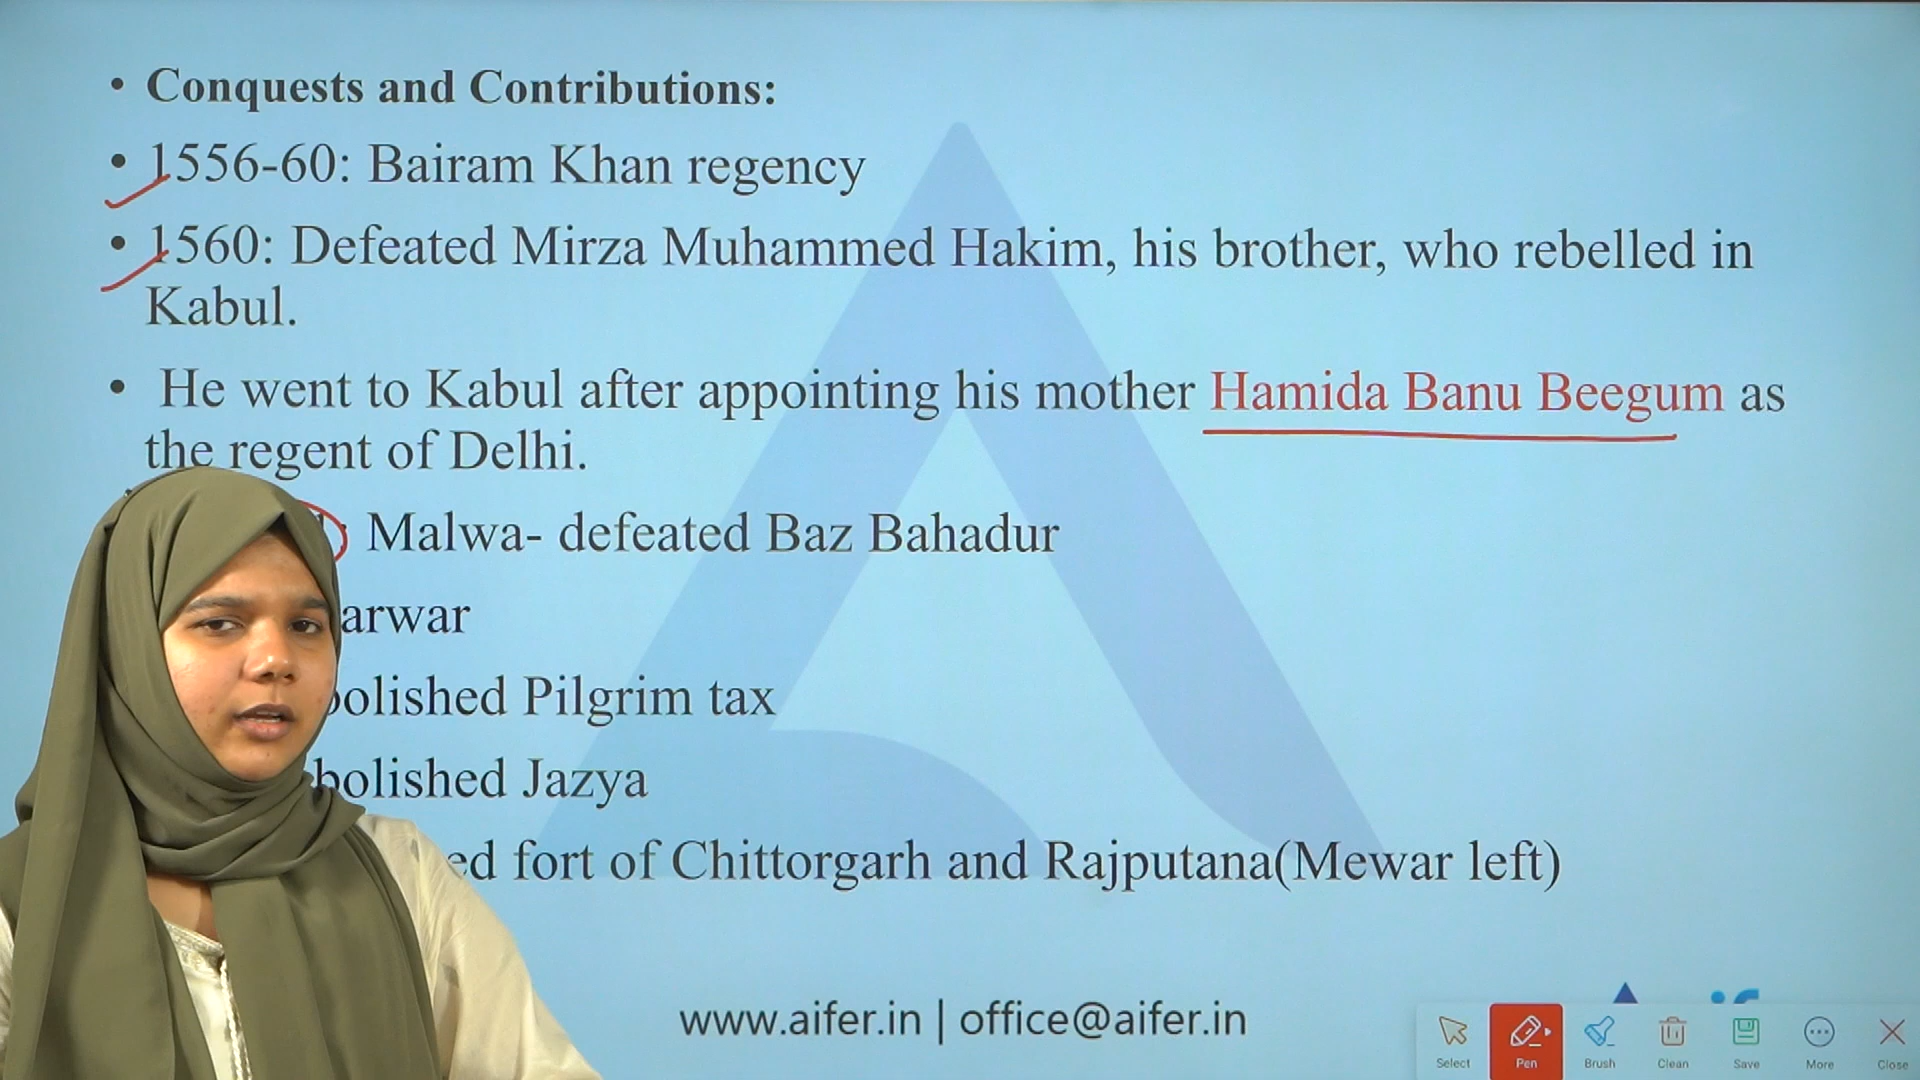 • Conquests and Contributions:
• 1556-60: Bairam Khan regency
• 1560: Defeated Mirza Muhammed Hakim, his brother, who rebelled in
Kabul.
• He went to Kabul after appointing his mother Hamida Banu Beegum as
the regent of Delhi.
Malwa- defeated Baz Bahadur
arwar
bolished Pilgrim tax
bolished Jazya
ed fort of Chittorgarh and Rajputana(Mewar left)
www.aifer.in | office@aifer.in
Select Pen Brush Clean Save More Close